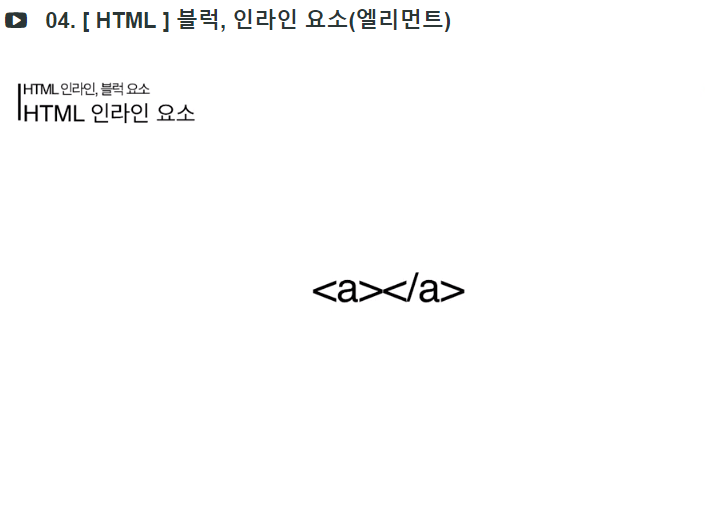 04. [ HTML ] 블럭, 인라인 요소(엘리먼트)
HTML 인라인, 블럭 요소
HTML 인라인 요소
<a></a>